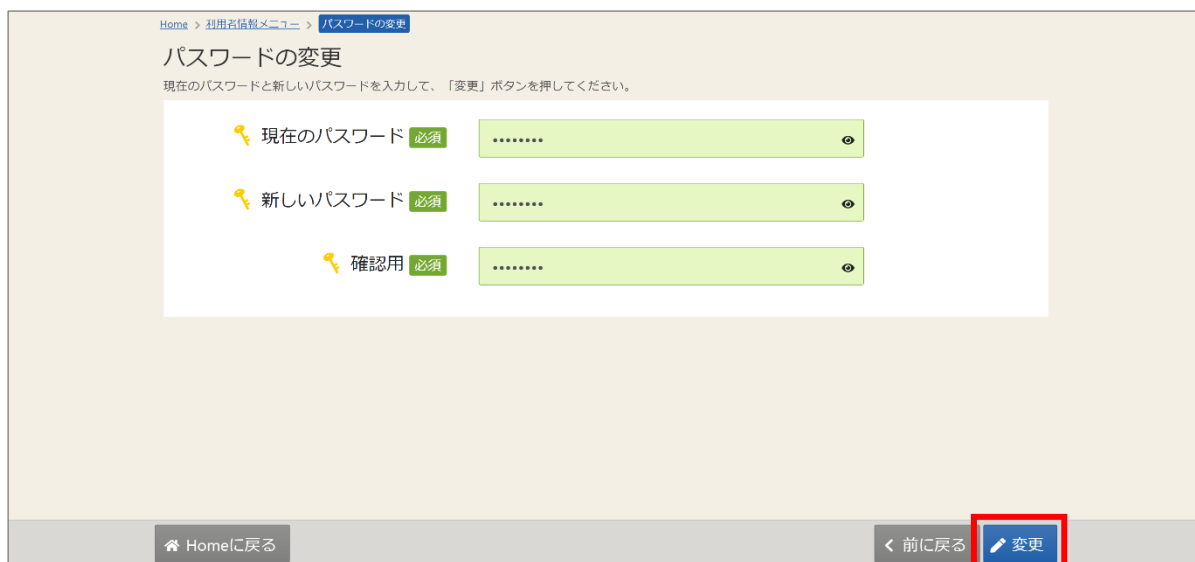 Home > 利用者情報メニュー > パスワードの変更
パスワードの変更
現在のパスワードと新しいパスワードを入力して、「変更」ボタンを押してください。
現在のパスワード 必須 ••••••••
新しいパスワード 必須 ••••••••
確認用 必須 ••••••••
Homeに戻る 前に戻る 変更